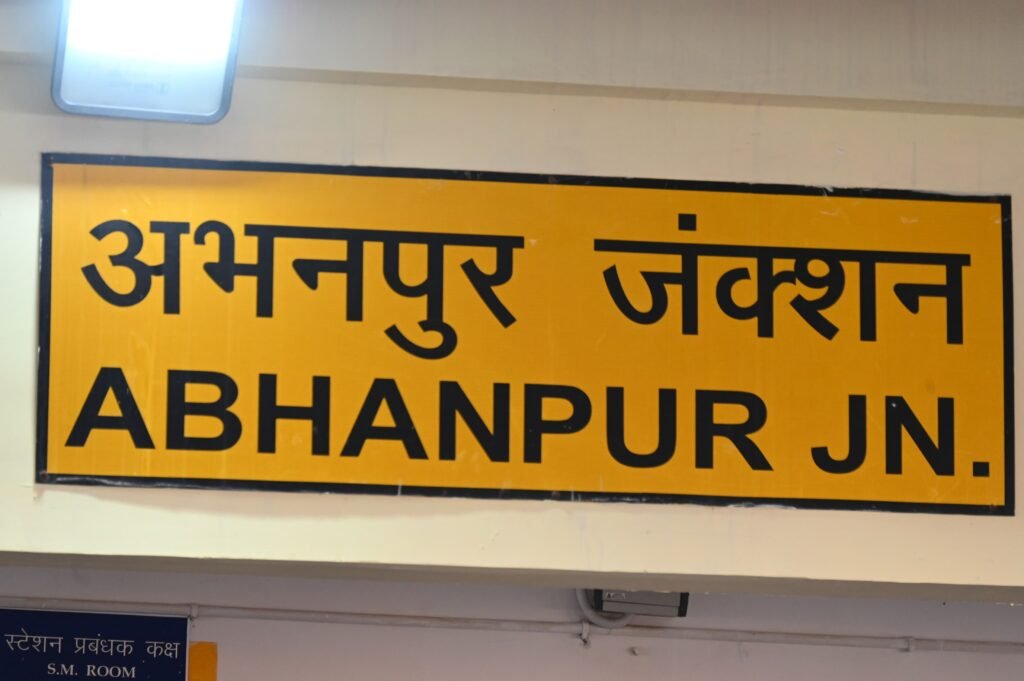 अभनपुर जंक्शन
ABHANPUR JN.
स्टेशन प्रबंधक कक्ष
S.M. ROOM